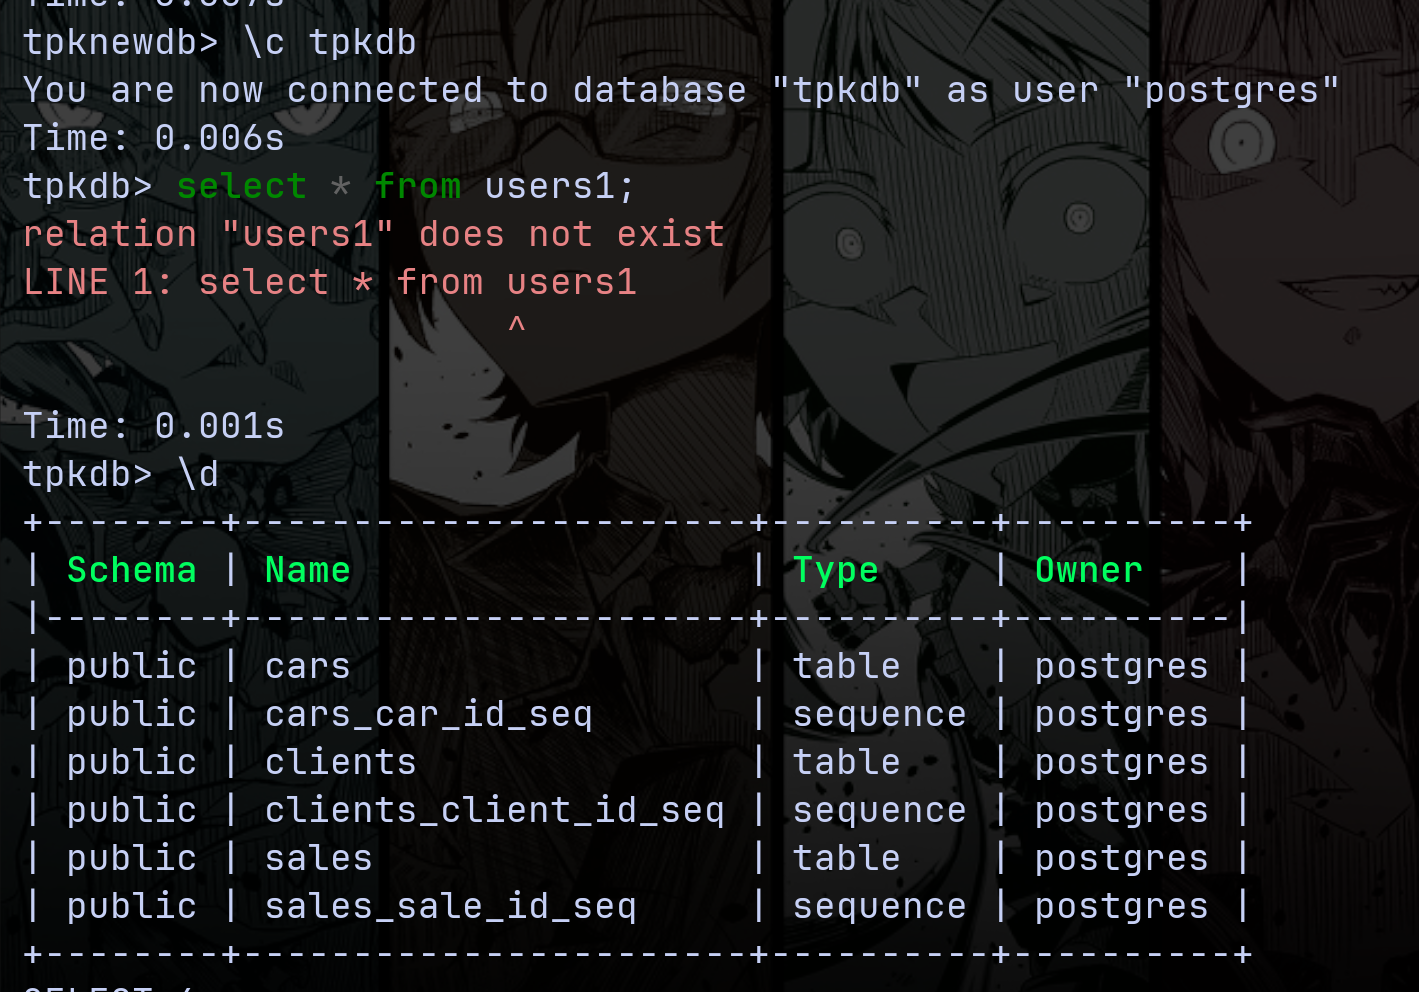 Time: 0.007s
tpknewdb> \c tpkdb
You are now connected to database "tpkdb" as user "postgres"
Time: 0.006s
tpkdb> select * from users1;
relation "users1" does not exist
LINE 1: select * from users1
^
Time: 0.001s
tpkdb> \d
+--------+-----------------------+----------+----------+
| Schema | Name                | Type     | Owner    |
|--------+-----------------------+----------+----------|
| public | cars                | table    | postgres |
| public | cars_car_id_seq     | sequence | postgres |
| public | clients             | table    | postgres |
| public | clients_client_id_seq | sequence | postgres |
| public | sales               | table    | postgres |
| public | sales_sale_id_seq   | sequence | postgres |
+--------+-----------------------+----------+----------+
SELECT 6